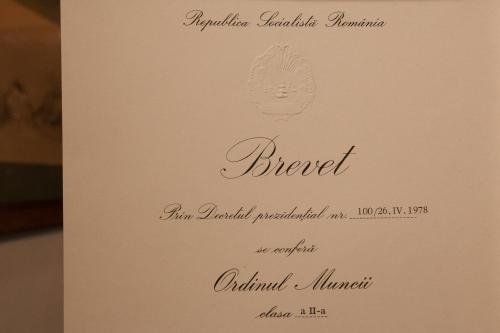 Republica Socialistă România
Brevet
Prin Decretul prezidențial nr. 100/26.IV.1978
se conferă
Ordinul Muncii
clasa a II-a